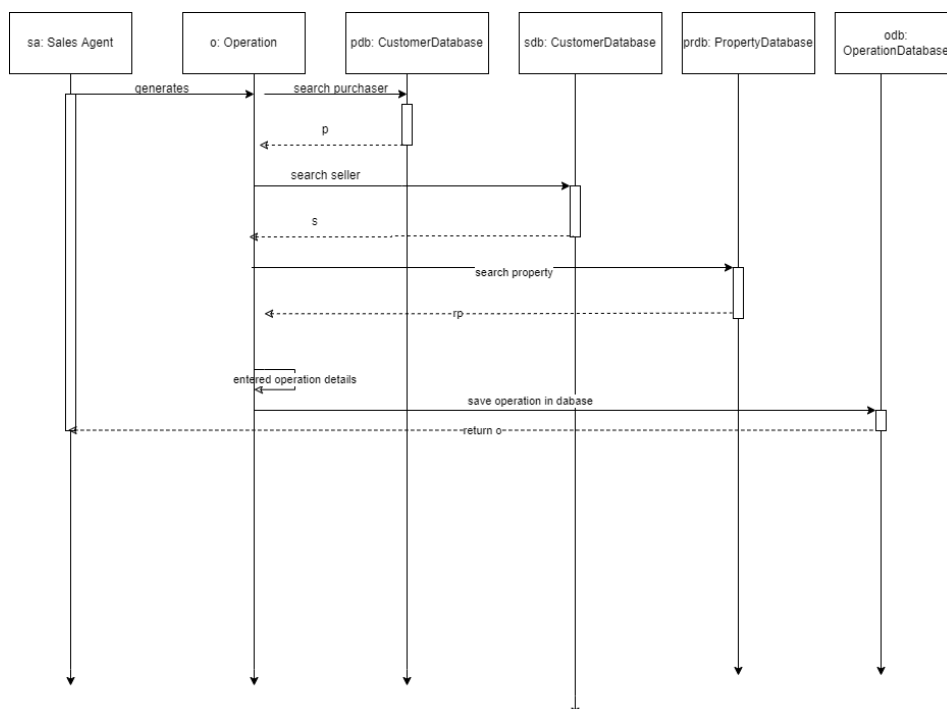 sa: Sales Agent
o: Operation
pdb: CustomerDatabase
sdb: CustomerDatabase
prdb: PropertyDatabase
odb:
OperationDatabase
generates
search purchaser
p
search seller
s
search property
rp
entered operation details
save operation in dabase
return o